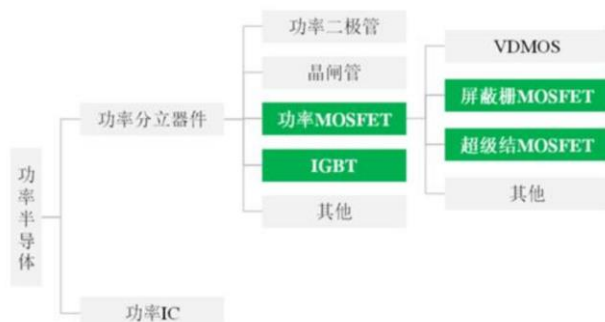 功率半导体
功率分立器件
功率IC
功率二极管
晶闸管
功率MOSFET
IGBT
其他
VDMOS
屏蔽栅MOSFET
超级结MOSFET
其他